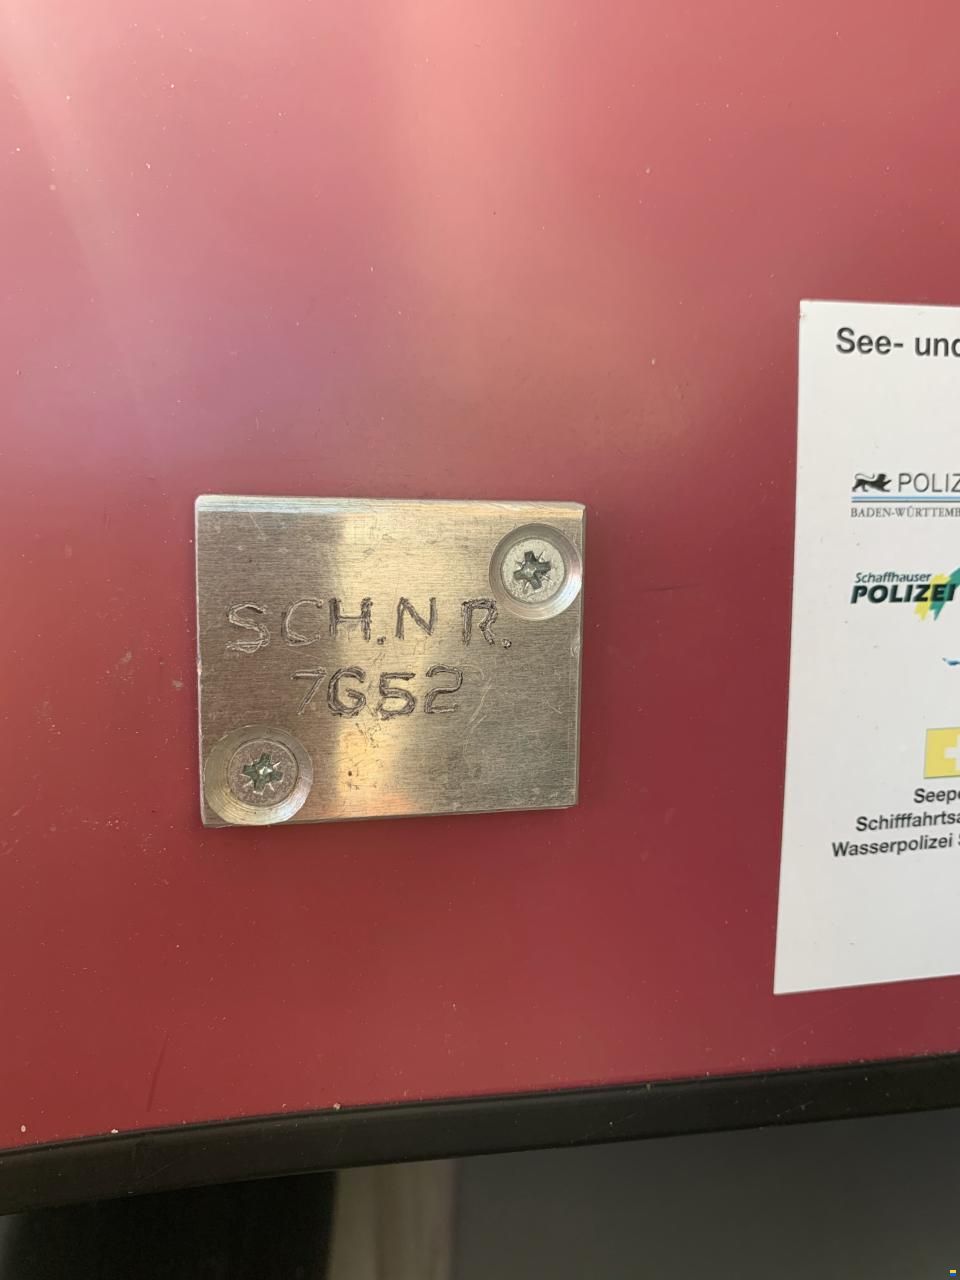 SCH.NR.
7G52
See- und
POLIZ
BADEN-WÜRTTEMB
Schaffhauser
POLIZEI
Seepo
Schifffahrtsa
Wasserpolizei S